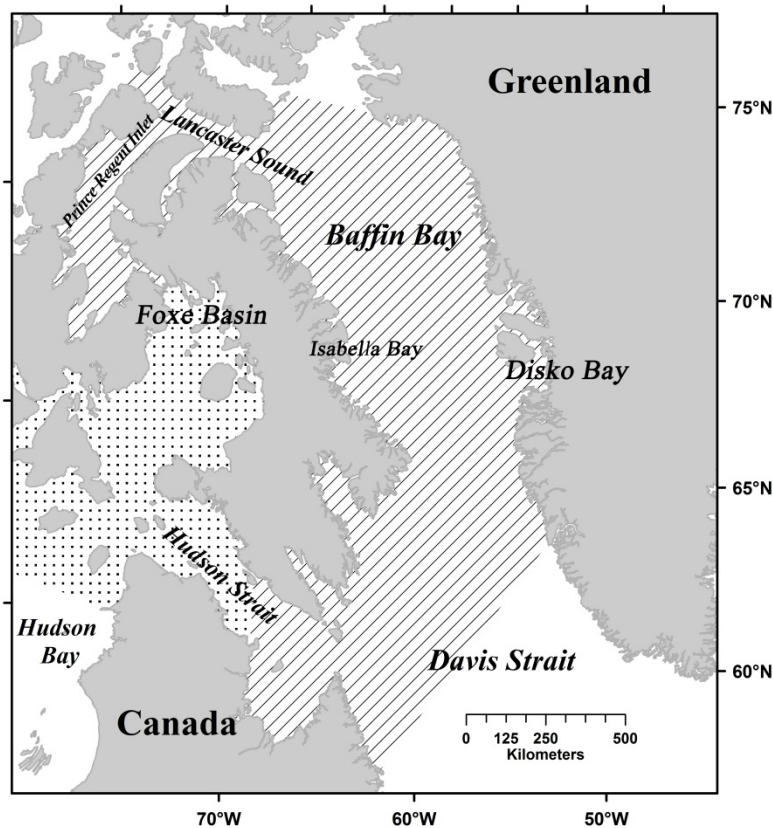 Greenland
75°N
Lancaster Sound
Prince Regent Inlet
Baffin Bay
70°N
Foxe Basin
Isabella Bay
Disko Bay
65°N
Hudson Strait
Hudson
Bay
Davis Strait
60°N
Canada
0 125 250 500
Kilometers
70°W 60°W 50°W